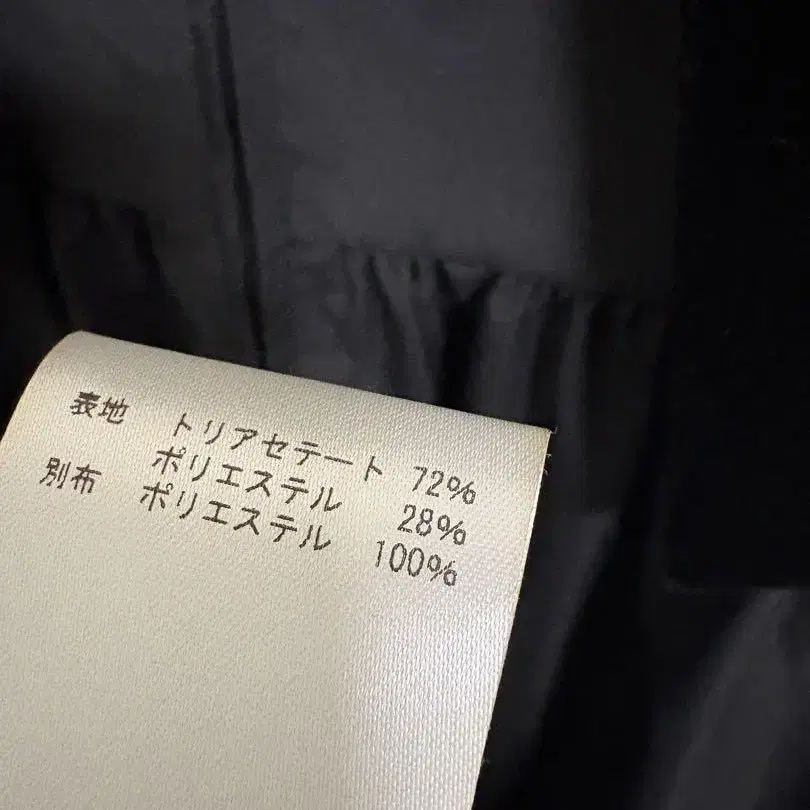 表地 トリアセテート 72%
ポリエステル 28%
別布 ポリエステル 100%